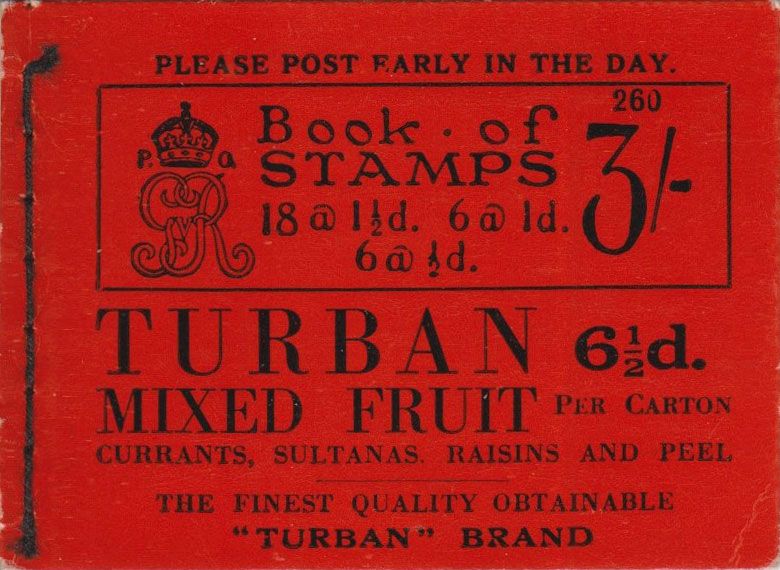 PLEASE POST EARLY IN THE DAY.
260
P. O
GVR
Book · of
STAMPS
3/-
18 @ 1½d. 6 @ 1d.
6 @ ½d.
TURBAN 6½d.
MIXED FRUIT PER CARTON
CURRANTS, SULTANAS. RAISINS AND PEEL
THE FINEST QUALITY OBTAINABLE
"TURBAN" BRAND